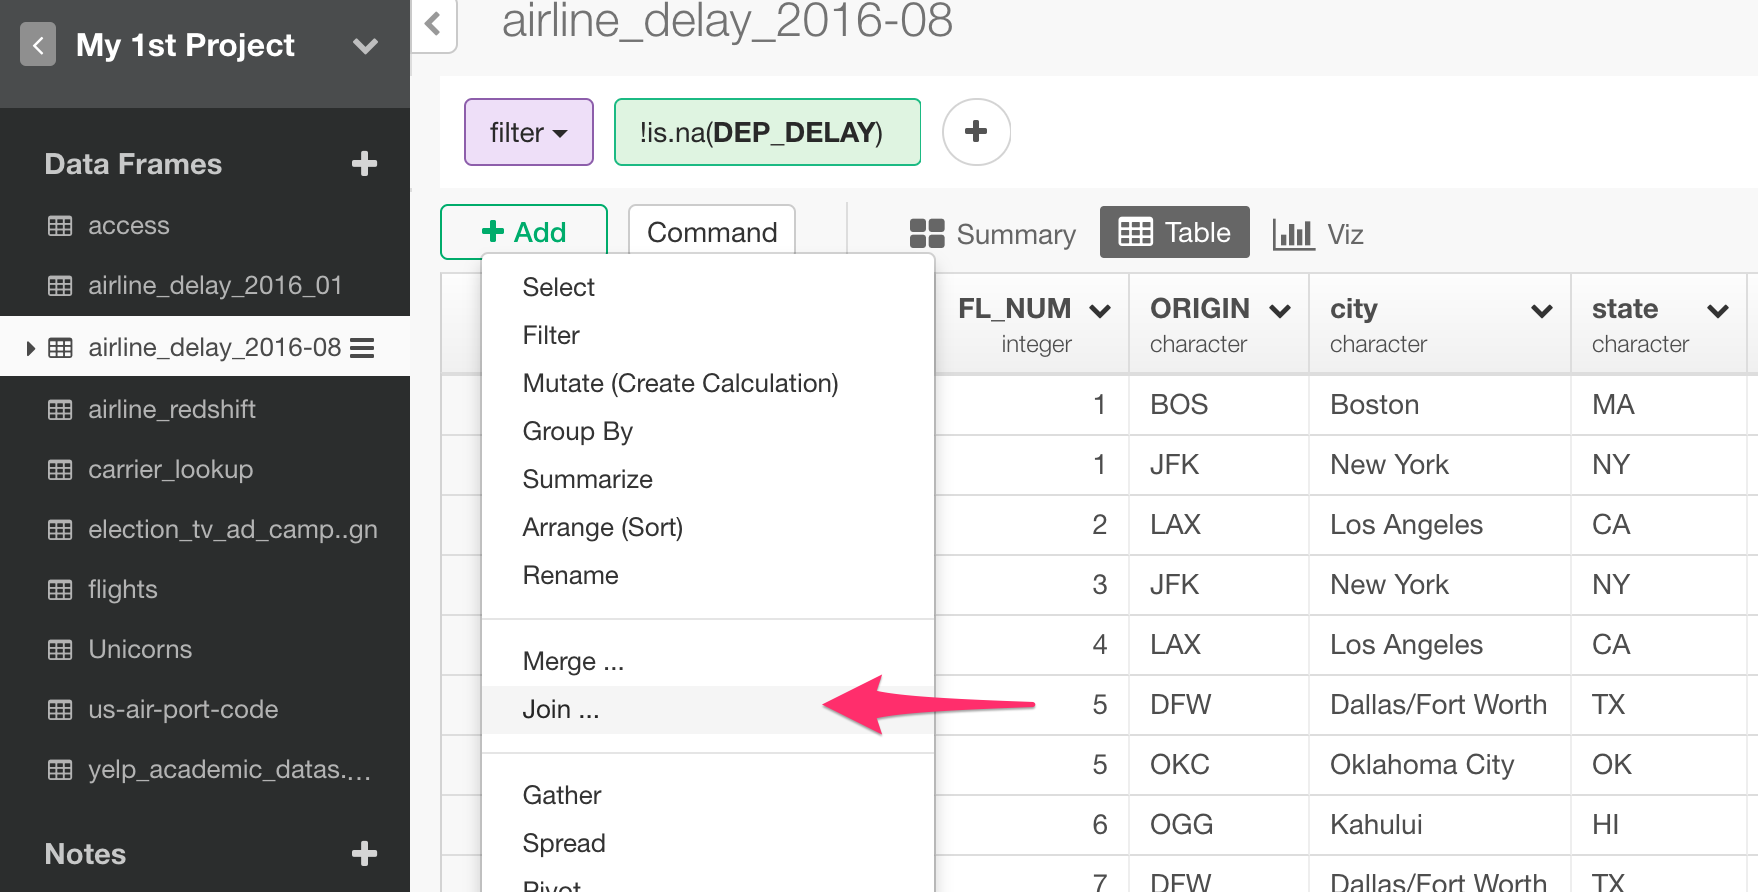 My 1st Project
Data Frames
access
airline_delay_2016_01
airline_delay_2016-08
airline_redshift
carrier_lookup
election_tv_ad_camp..gn
flights
Unicorns
us-air-port-code
yelp_academic_datas....
Notes
airline_delay_2016-08
filter
!is.na(DEP_DELAY)
Add
Command
Summary
Table
Viz
Select
Filter
Mutate (Create Calculation)
Group By
Summarize
Arrange (Sort)
Rename
Merge ...
Join ...
Gather
Spread
Pivot
FL_NUM ORIGIN city state
integer character character character
1 BOS Boston MA
1 JFK New York NY
2 LAX Los Angeles CA
3 JFK New York NY
4 LAX Los Angeles CA
5 DFW Dallas/Fort Worth TX
5 OKC Oklahoma City OK
6 OGG Kahului HI
7 DFW Dallas/Fort Worth TX